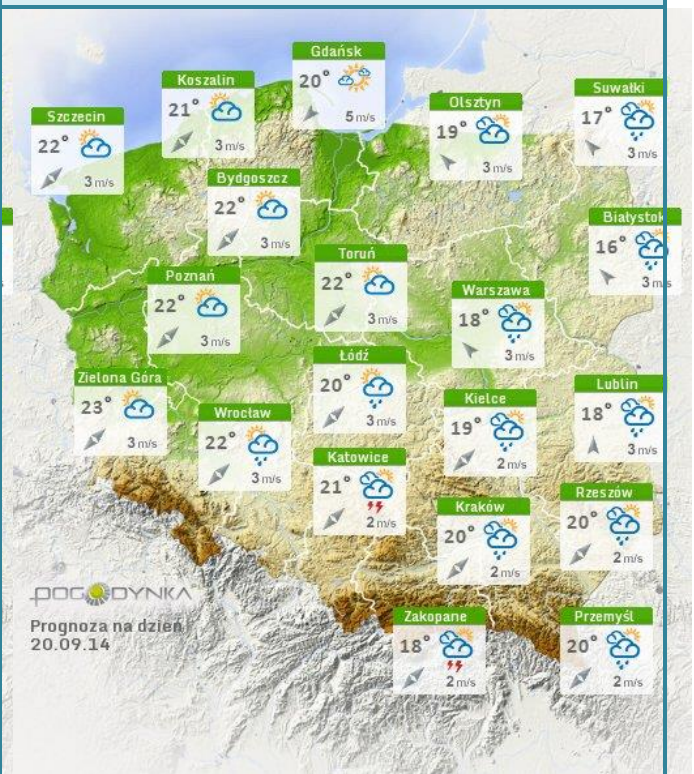 Gdańsk
20°
5 m/s
Koszalin
21°
3 m/s
Suwałki
17°
3 m/s
Olsztyn
19°
3 m/s
Szczecin
22°
3 m/s
Bydgoszcz
22°
3 m/s
Białystok
16°
3 m/s
Toruń
22°
3 m/s
Poznań
22°
3 m/s
Warszawa
18°
3 m/s
Łódź
20°
3 m/s
Zielona Góra
23°
3 m/s
Lublin
18°
3 m/s
Kielce
19°
2 m/s
Wrocław
22°
3 m/s
Katowice
21°
2 m/s
Rzeszów
20°
2 m/s
Kraków
20°
2 m/s
POGODYNKA
Prognoza na dzień
20.09.14
Zakopane
18°
2 m/s
Przemyśl
20°
2 m/s